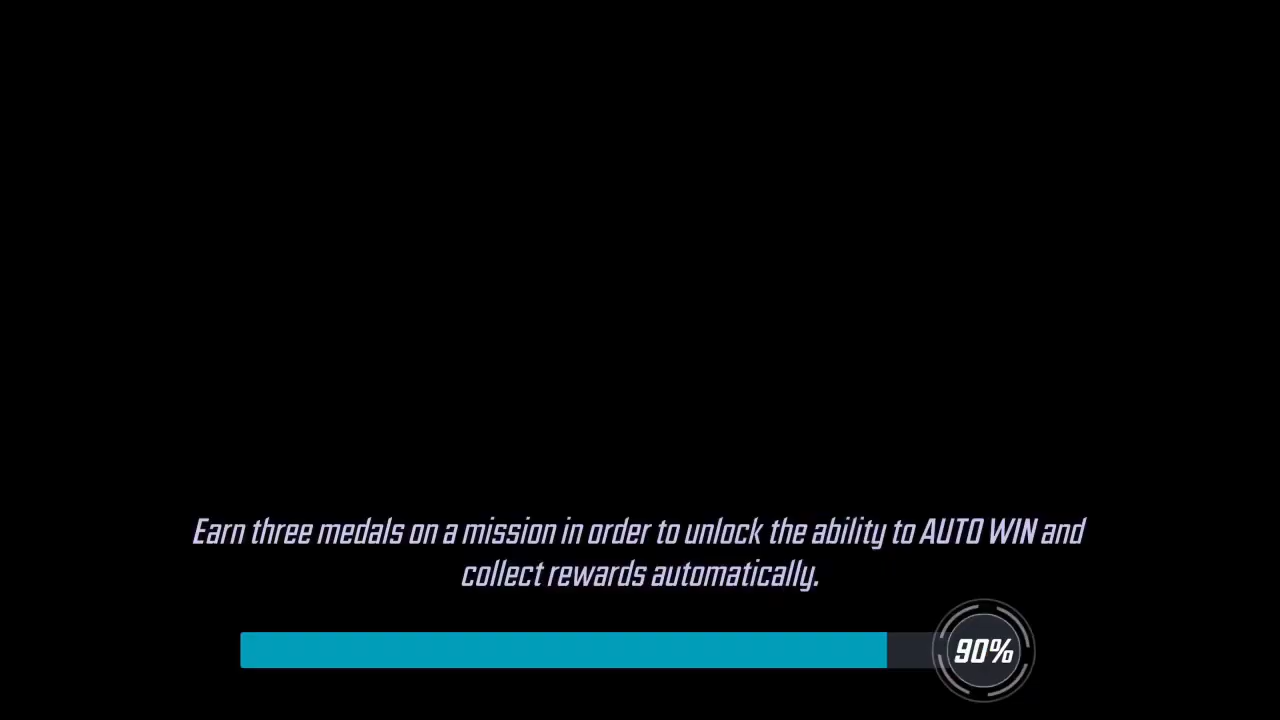 Earn three medals on a mission in order to unlock the ability to AUTO WIN and
collect rewards automatically.
90%